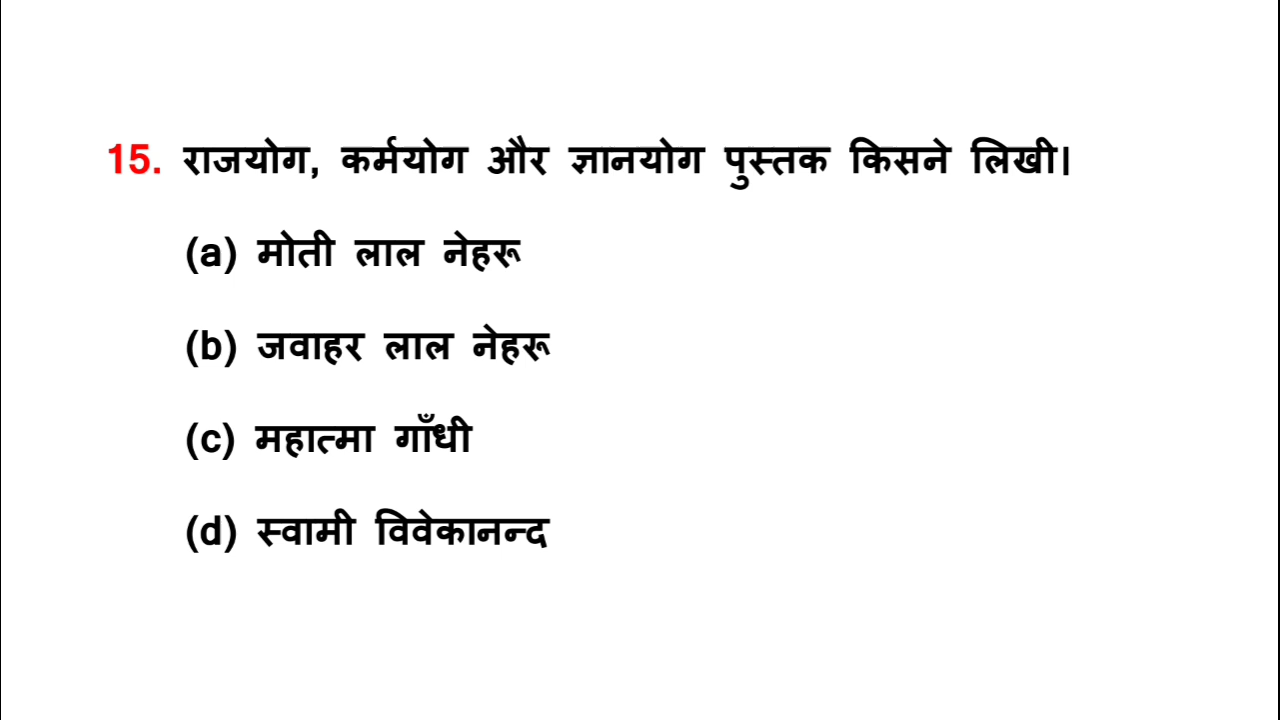 15. राजयोग, कर्मयोग और ज्ञानयोग पुस्तक किसने लिखी।
(a) मोती लाल नेहरू
(b) जवाहर लाल नेहरू
(c) महात्मा गाँधी
(d) स्वामी विवेकानन्द